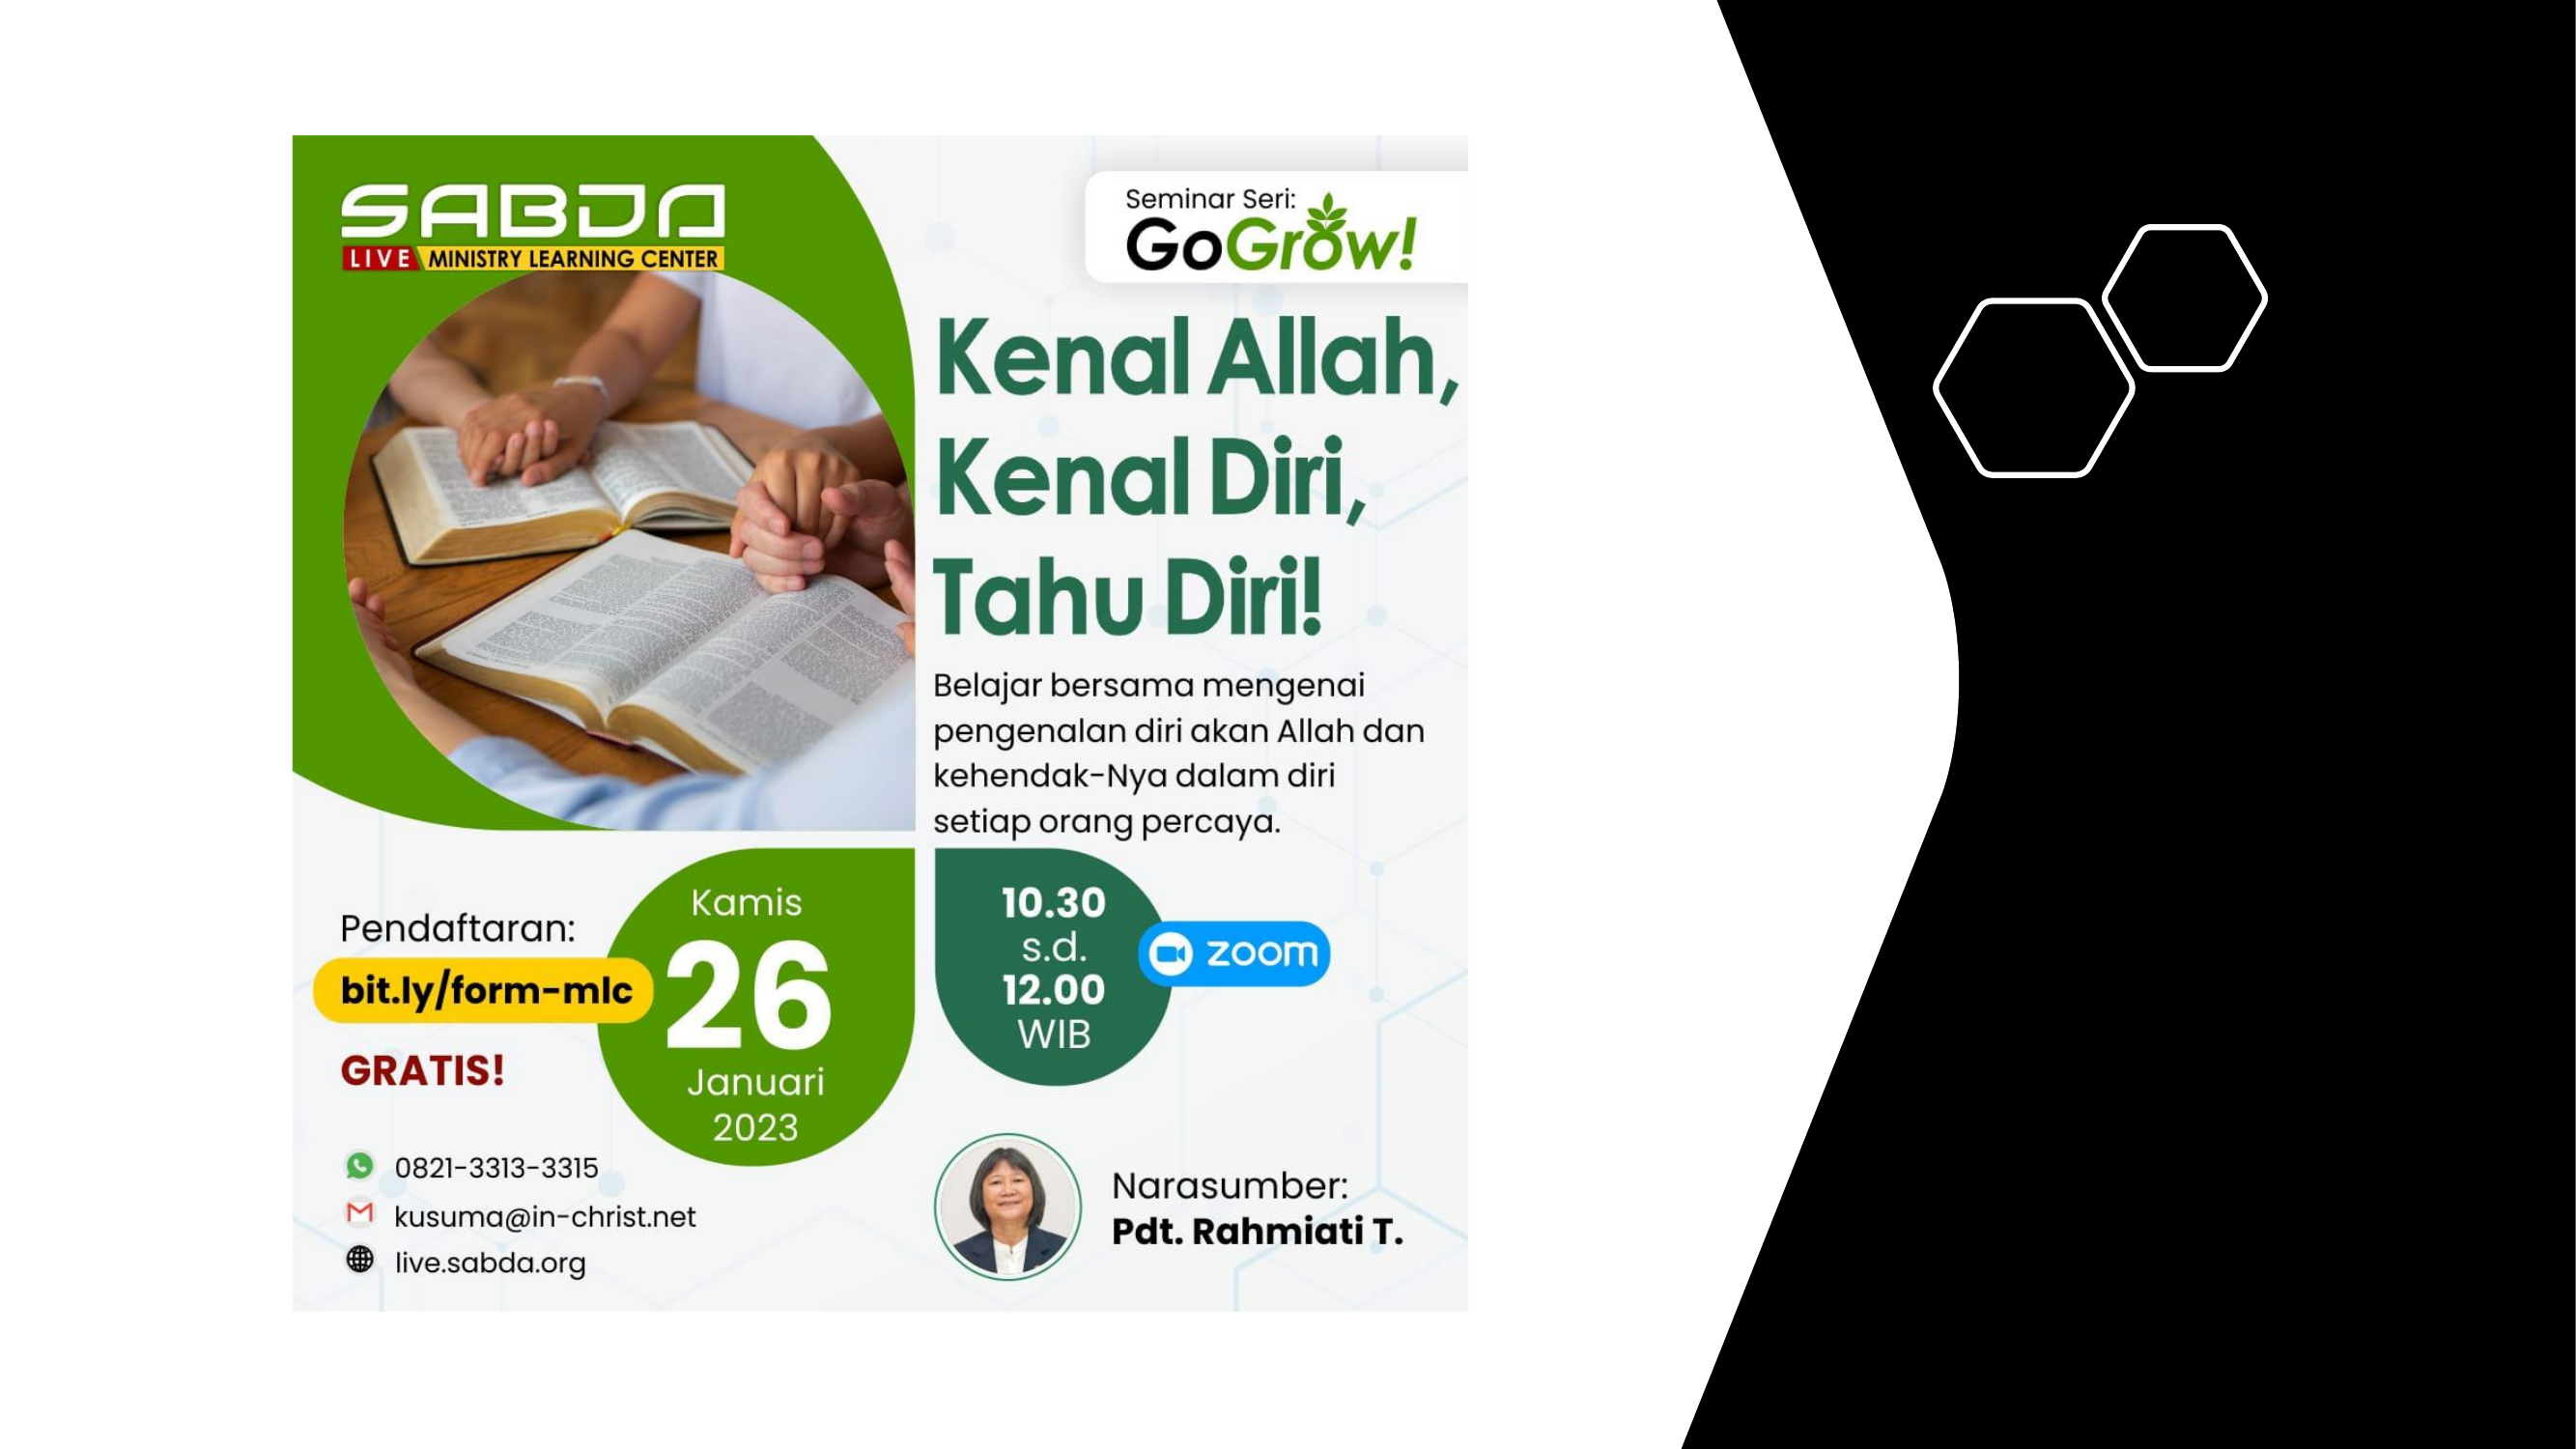 SABDA
LIVE MINISTRY LEARNING CENTER
Seminar Seri:
GoGrow!
Kenal Allah,
Kenal Diri,
Tahu Diri!
Belajar bersama mengenai
pengenalan diri akan Allah dan
kehendak-Nya dalam diri
setiap orang percaya.
Pendaftaran:
bit.ly/form-mlc
GRATIS!
Kamis
26
Januari
2023
10.30
s.d.
12.00
WIB
zoom
0821-3313-3315
kusuma@in-christ.net
live.sabda.org
Narasumber:
Pdt. Rahmiati T.